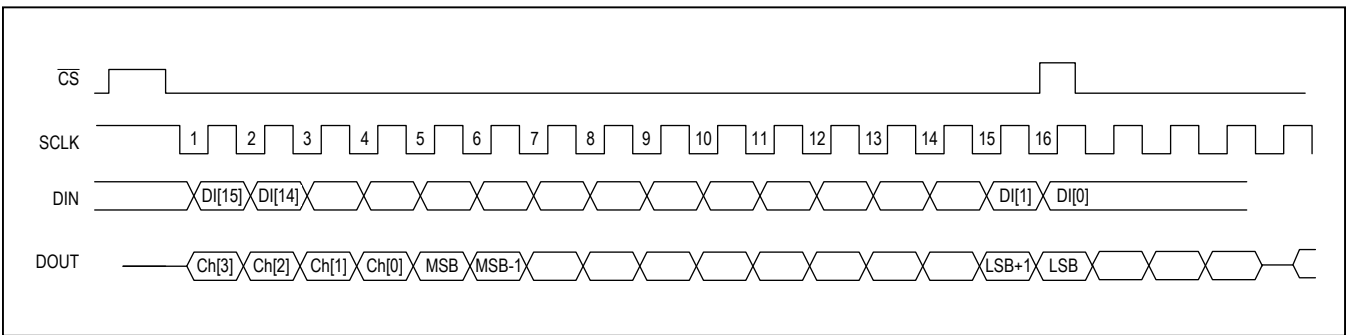 C̅S̅
SCLK 1 2 3 4 5 6 7 8 9 10 11 12 13 14 15 16
DIN DI[15] DI[14] DI[1] DI[0]
DOUT Ch[3] Ch[2] Ch[1] Ch[0] MSB MSB-1 LSB+1 LSB